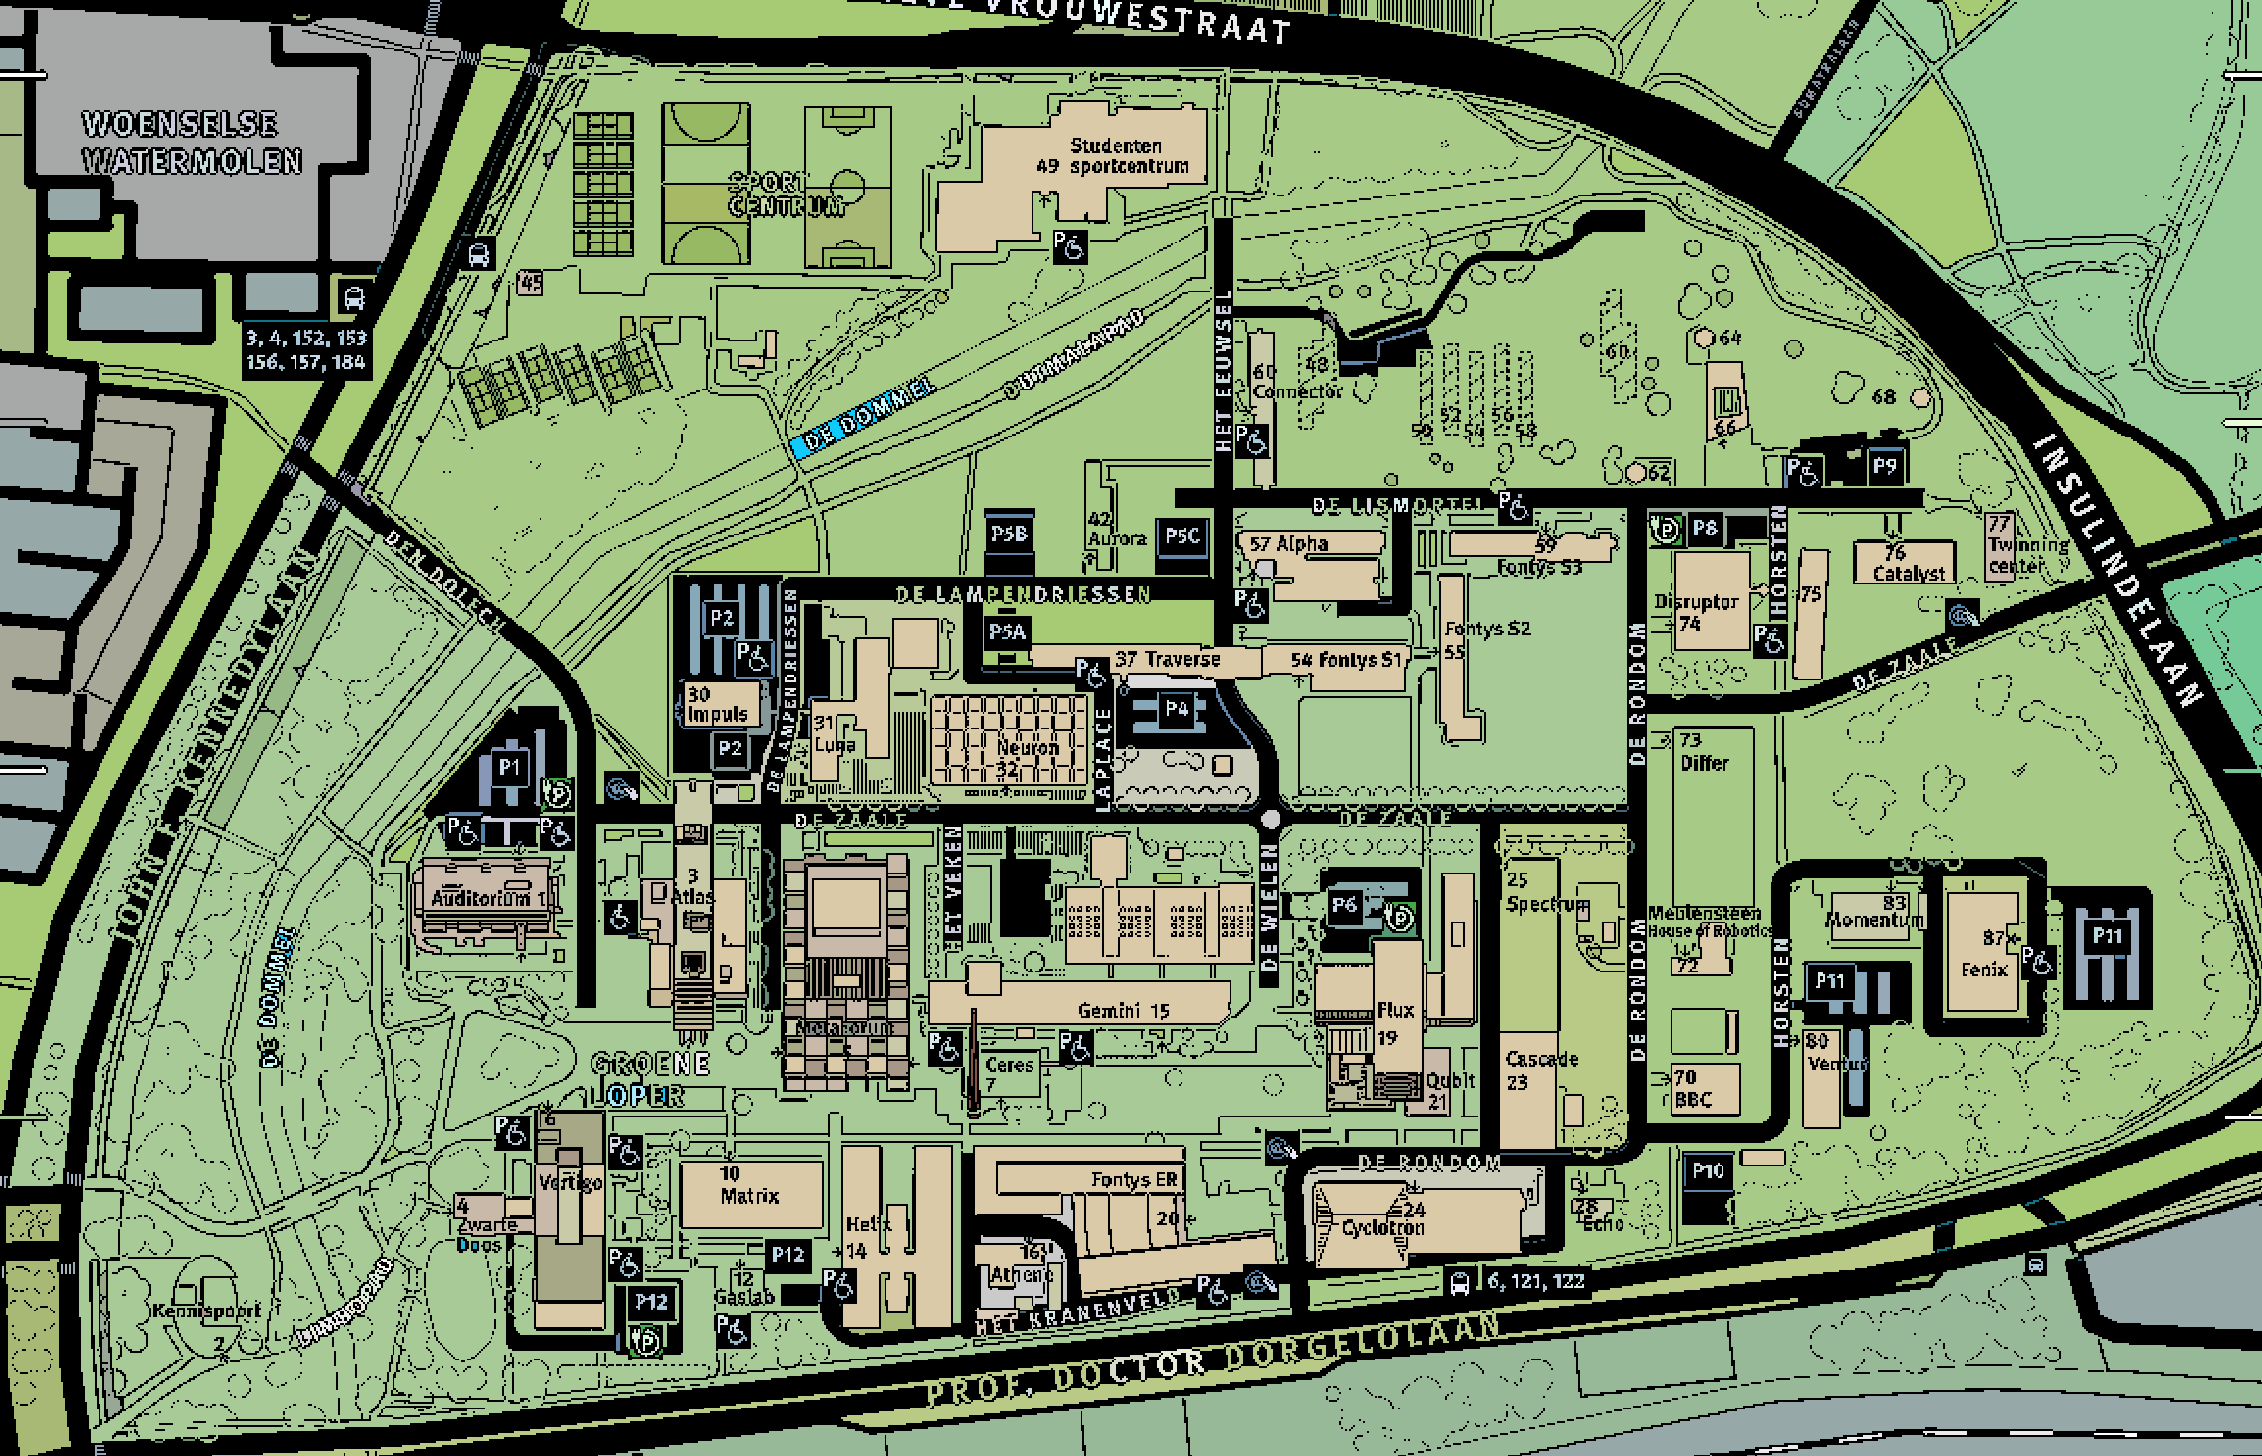 VROUWESTRAAT
WOENSELSE
WATERMOLEN
SUMATRALAAN
Studenten
49 sportcentrum
SPORT
CENTRUM
P
45
3, 4, 152, 153
156, 157, 184
HET EEUWSEL
DE DOMMEL
60
Connector
48
60
64
66
68
50
52
54
56
58
62
P
P
P9
INSULINDELAAN
DE LISMORTEL
P
P5B
42
Aurora
P5C
57 Alpha
59
Fontys S3
P8
HORSTEN
76
Catalyst
77
Twinning
center
DEN DOLECH
JOHN F. KENNEDYLAAN
P2
P
DE LAMPENDRIESSEN
DE LAMPENDRIESSEN
P5A
P
37 Traverse
54 Fontys S1
Fontys S2
55
Disruptor
74
75
P
P
DE RONDOM
DE ZAALE
30
Impuls
P2
31
Luna
Neuron
32
LAPLACE
P4
P
73
Differ
P1
P
P
P
DE ZAALE
DE ZAALE
HET VEKEN
DE WIELEN
3
Atlas
Auditorium 1
P6
P
25
Spectrum
Meulensteen
House of Robotics
72
83
Momentum
87
Fenix
P
P11
P11
DE DOMMEL
Gemini 15
Flux
19
DE RONDOM
HORSTEN
Metaforum
P
P
Ceres
7
Cascade
23
Qubit
21
70
BBC
80
GROENE
LOPER
6
P
P
Vertigo
4
Zwarte
Doos
10
Matrix
Helix
14
Fontys ER
20
DE RONDOM
24
Cyclotron
28
Echo
P10
P
P12
P12
P
12
Gaslab
P
P
16
P
6, 121, 122
Kennispoort
2
LIMBOPAD
HET KRANENVELD
PROF. DOCTOR DORGELOLAAN